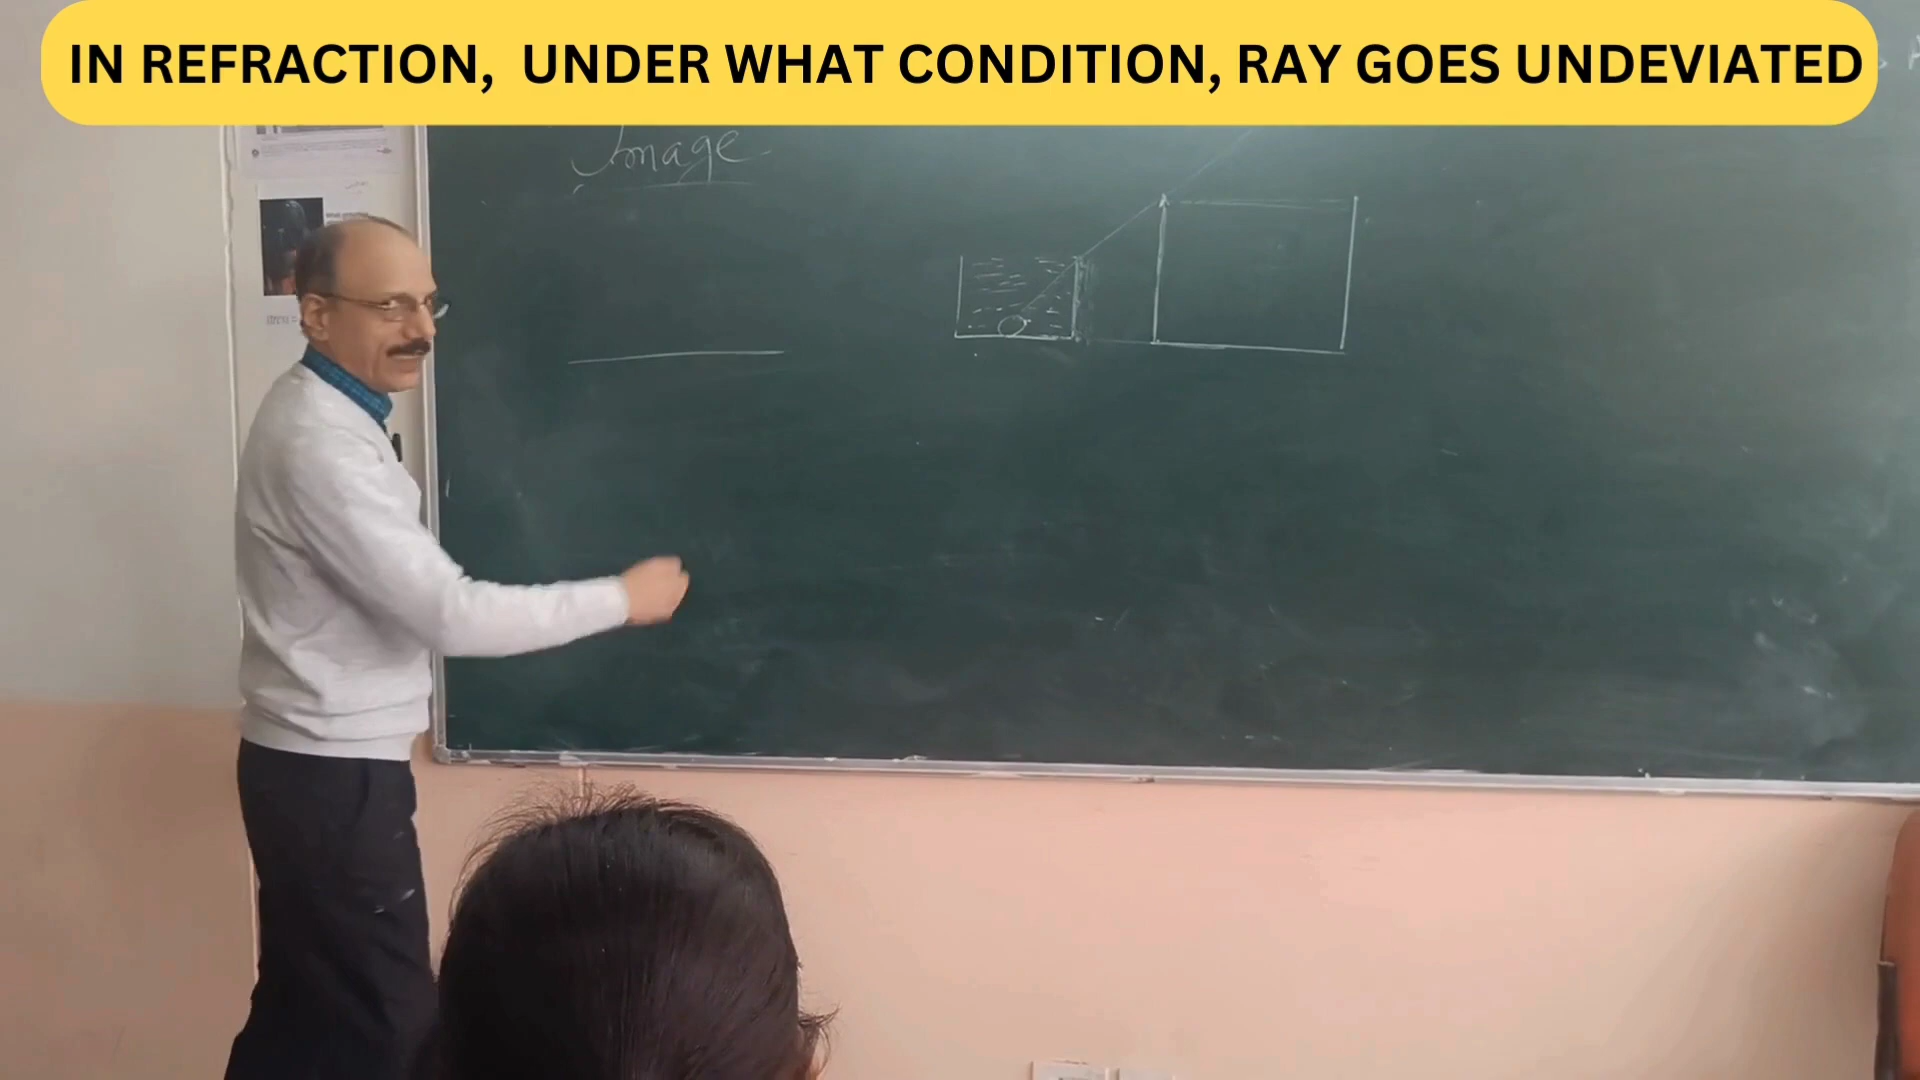 IN REFRACTION, UNDER WHAT CONDITION, RAY GOES UNDEVIATED
Image